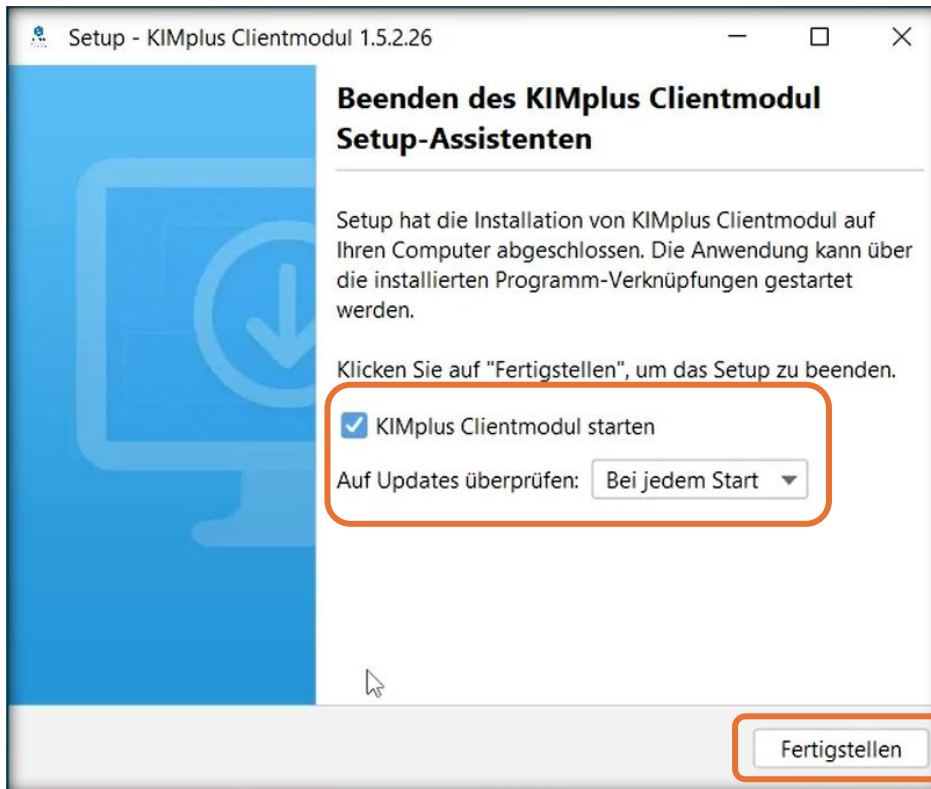 Setup - KIMplus Clientmodul 1.5.2.26
Beenden des KIMplus Clientmodul
Setup-Assistenten
Setup hat die Installation von KIMplus Clientmodul auf
Ihren Computer abgeschlossen. Die Anwendung kann über
die installierten Programm-Verknüpfungen gestartet
werden.
Klicken Sie auf "Fertigstellen", um das Setup zu beenden.
KIMplus Clientmodul starten
Auf Updates überprüfen: Bei jedem Start
Fertigstellen